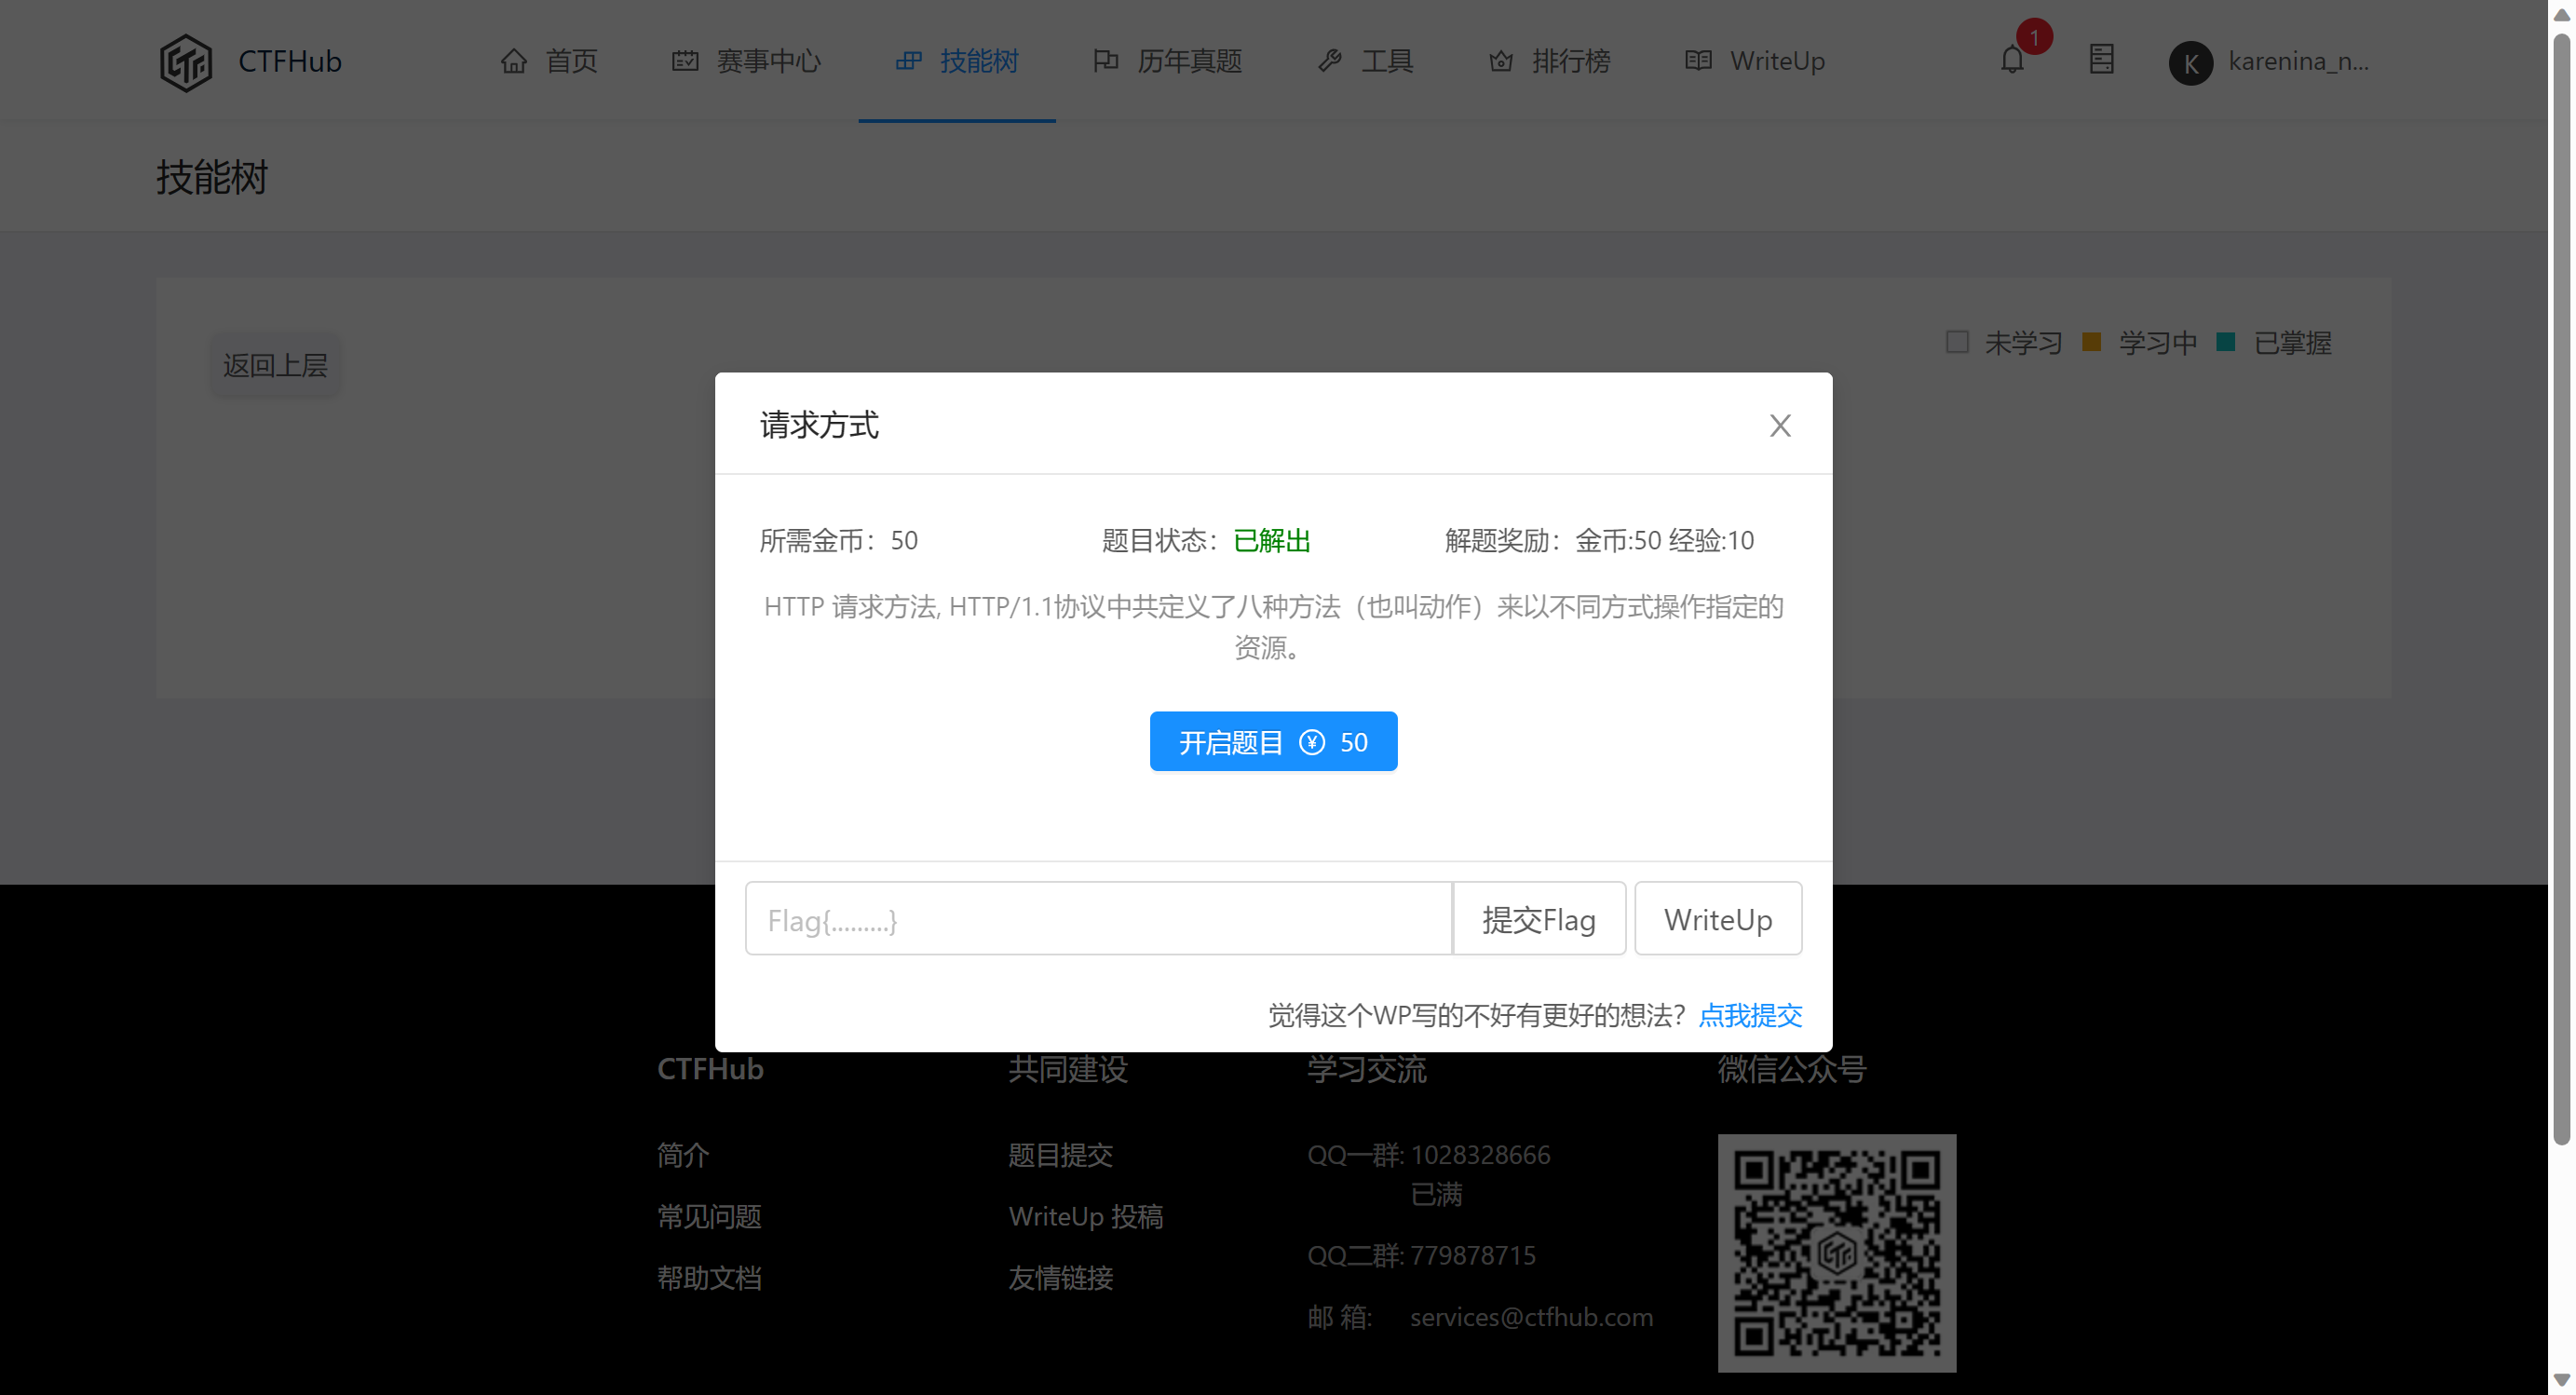 CTFHub
首页
赛事中心
技能树
历年真题
工具
排行榜
WriteUp
1
K
karenina_n...
技能树
返回上层
未学习
学习中
已掌握
请求方式
所需金币：50
题目状态：已解出
解题奖励：金币:50 经验:10
HTTP 请求方法, HTTP/1.1协议中共定义了八种方法（也叫动作）来以不同方式操作指定的
资源。
开启题目 ¥ 50
Flag{.........}
提交Flag
WriteUp
觉得这个WP写的不好有更好的想法？点我提交
CTFHub
简介
常见问题
帮助文档
共同建设
题目提交
WriteUp 投稿
友情链接
学习交流
QQ一群: 1028328666
已满
QQ二群: 779878715
邮 箱: services@ctfhub.com
微信公众号